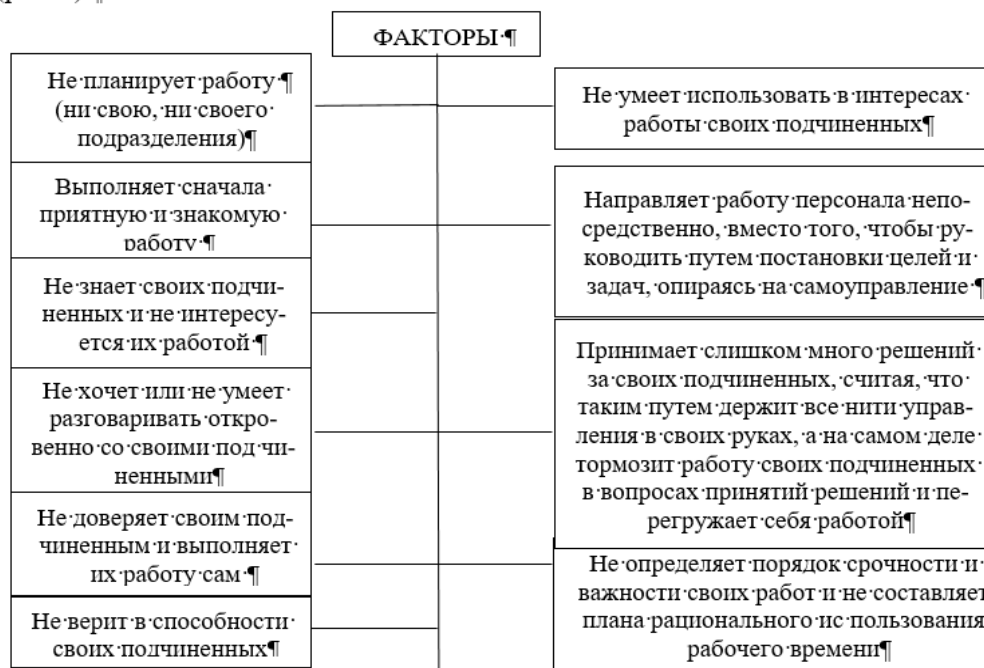 ФАКТОРЫ·¶
Не·планирует·работу·¶
(ни·свою,·ни·своего·
подразделения)¶
Выполняет·сначала·
приятную·и·знакомую·
работу·¶
Не·знает·своих·подчи-
ненных·и·не·интересу-
ется·их·работой·¶
Не·хочет·или·не·умеет·
разговаривать·откро-
венно·со·своими·под·чи-
ненными¶
Не·доверяет·своим·под-
чиненным·и·выполняет·
их·работу·сам·¶
Не·верит·в·способности·
своих·подчиненных¶
Не·умеет·использовать·в·интересах·
работы·своих·подчиненных¶
Направляет·работу·персонала·непо-
средственно,·вместо·того,·чтобы·ру-
ководить·путем·постановки·целей·и·
задач,·опираясь·на·самоуправление·¶
Принимает·слишком·много·решений·
за·своих·подчиненных,·считая,·что·
таким·путем·держит·все·нити·управ-
ления·в·своих·руках,·а·на·самом·деле·
тормозит·работу·своих·подчиненных·
в·вопросах·принятий·решений·и·пе-
регружает·себя·работой¶
Не·определяет·порядок·срочности·и·
важности·своих·работ·и·не·составляет
плана·рационального·ис·пользования
рабочего·времени¶